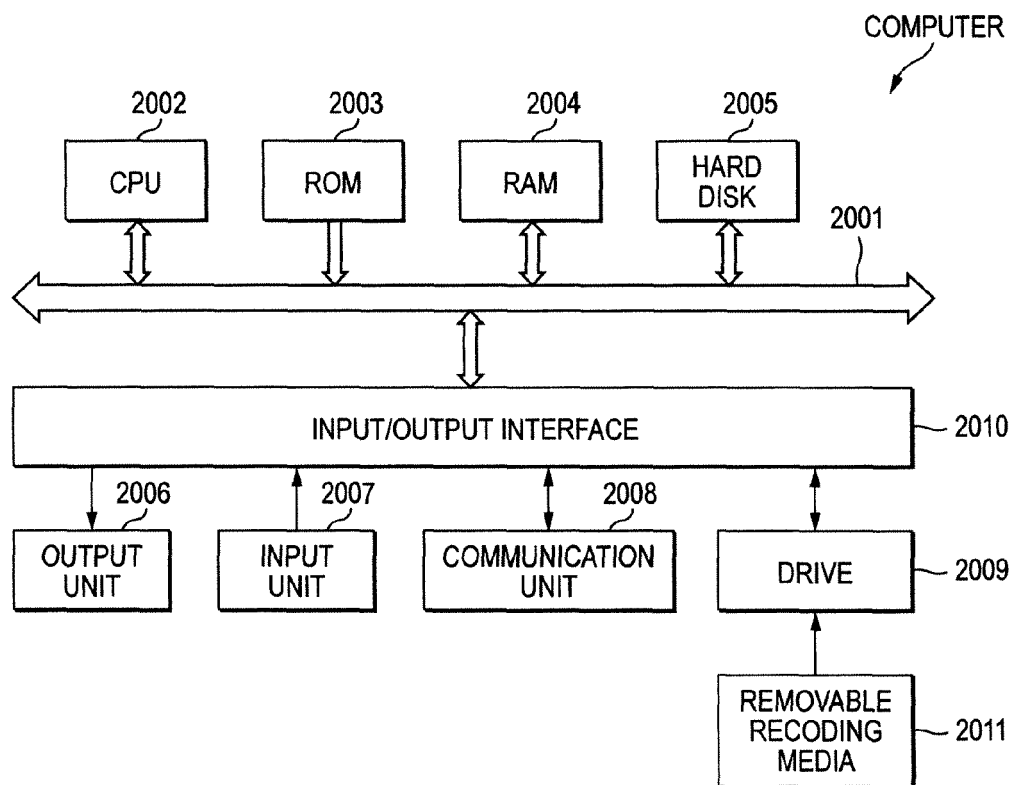 COMPUTER
2002
2003
2004
2005
CPU
ROM
RAM
HARD
DISK
2001
INPUT/OUTPUT INTERFACE
2010
2006
2007
2008
OUTPUT
UNIT
INPUT
UNIT
COMMUNICATION
UNIT
DRIVE
2009
REMOVABLE
RECODING
MEDIA
2011